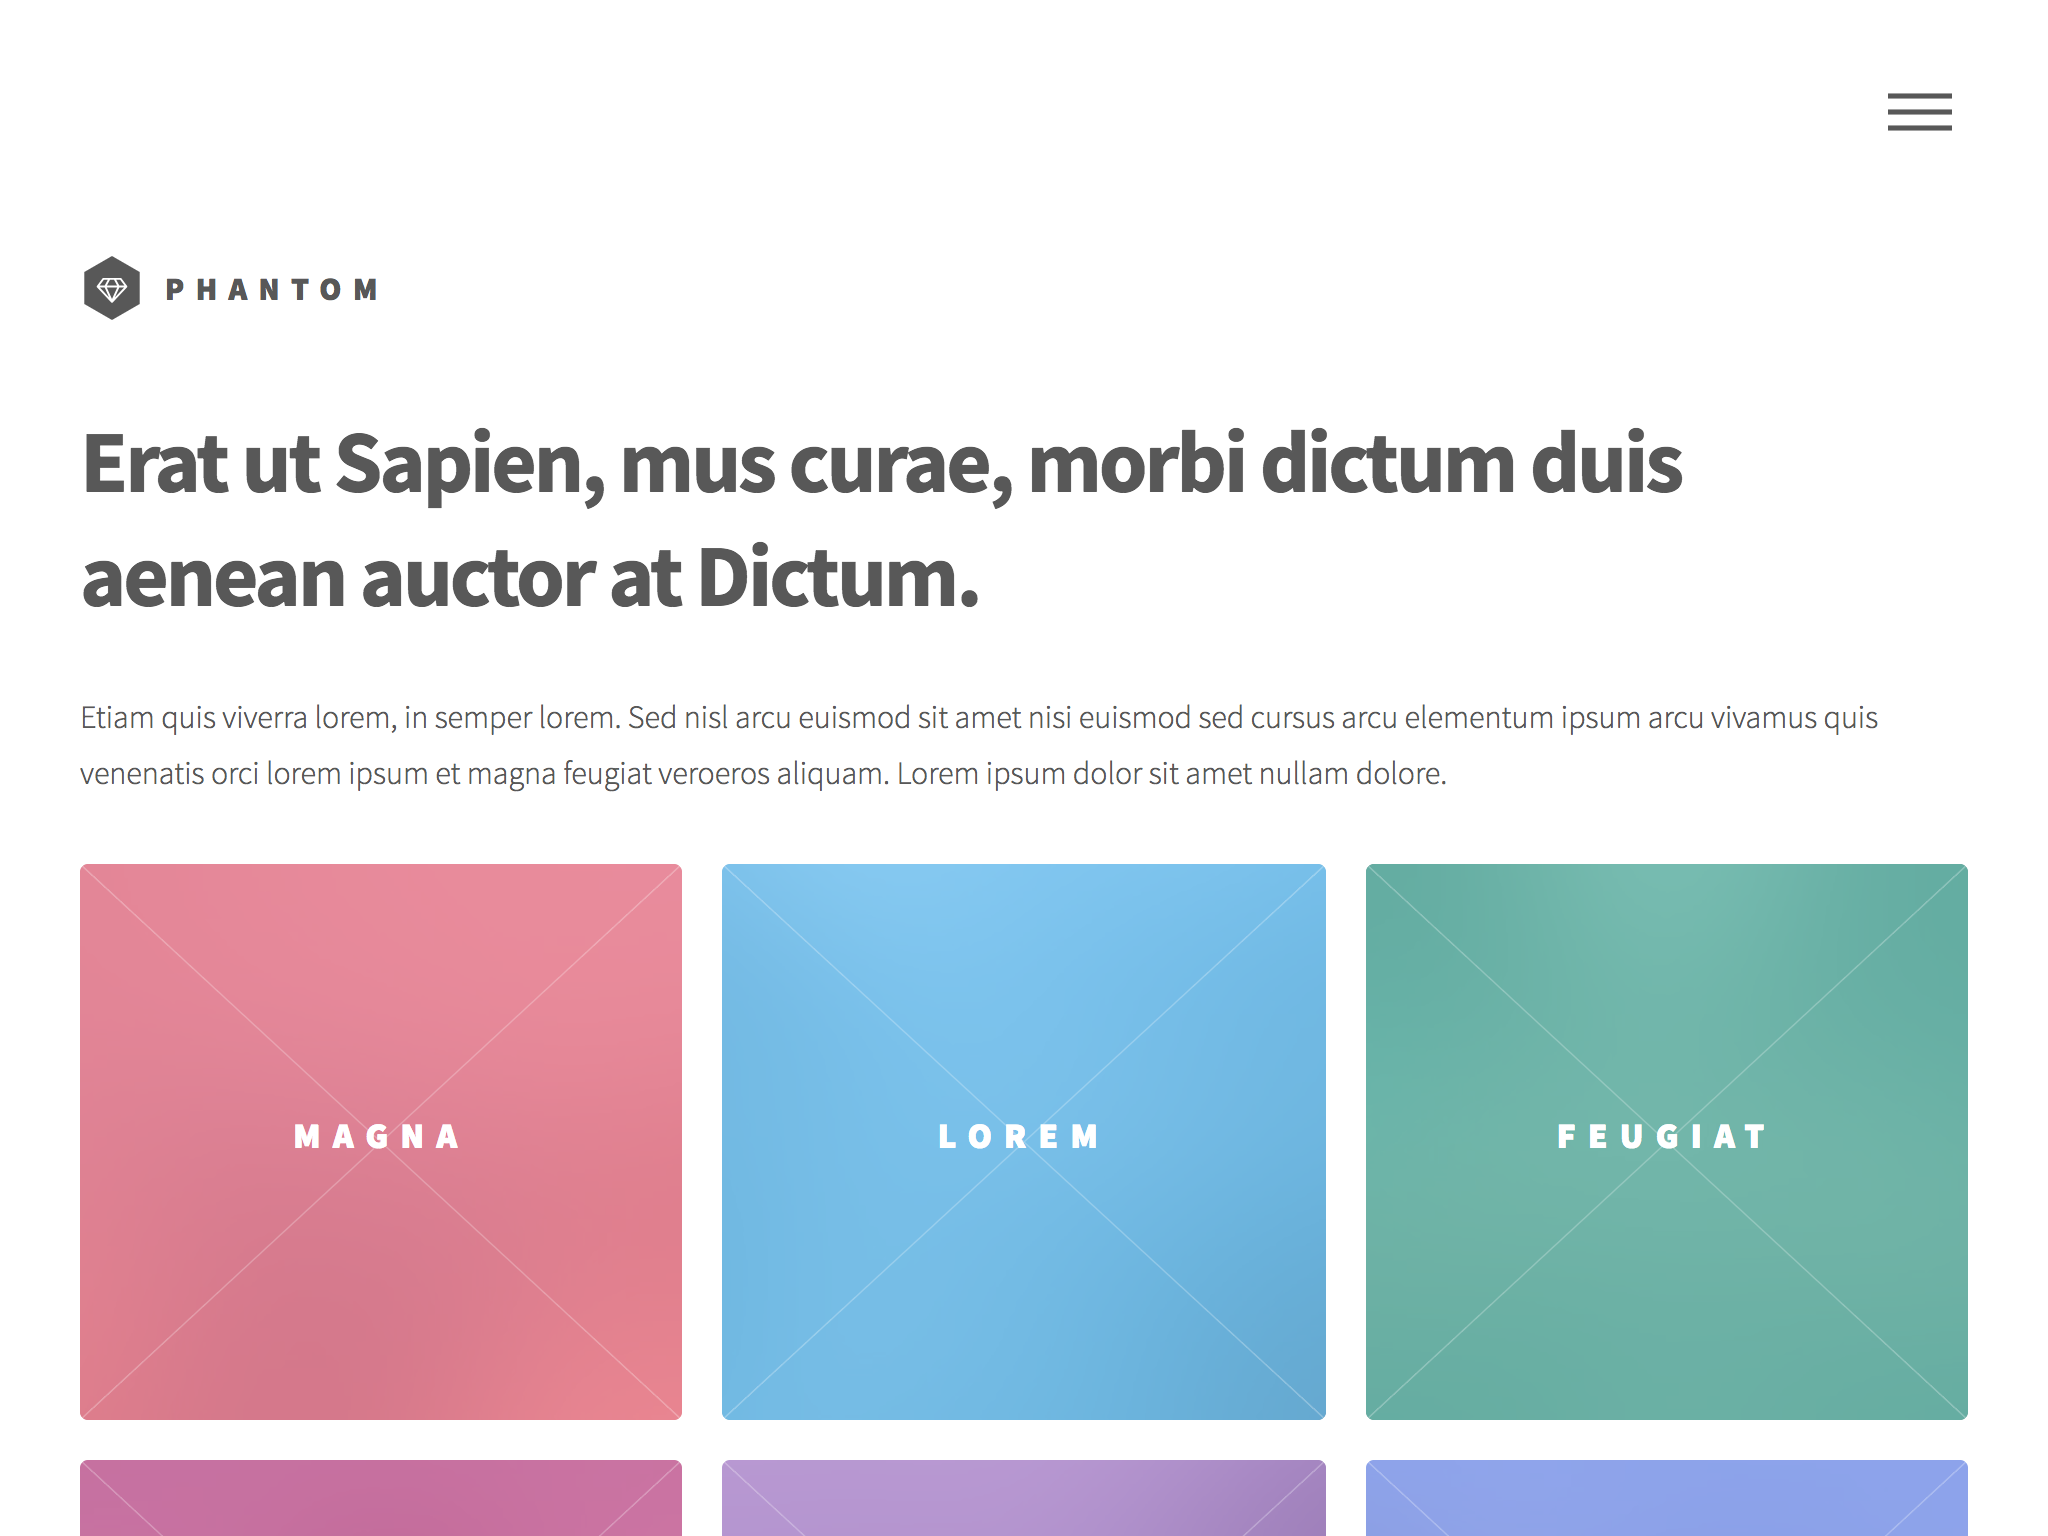 PHANTOM
Erat ut Sapien, mus curae, morbi dictum duis
aenean auctor at Dictum.
Etiam quis viverra lorem, in semper lorem. Sed nisl arcu euismod sit amet nisi euismod sed cursus arcu elementum ipsum arcu vivamus quis
venenatis orci lorem ipsum et magna feugiat veroeros aliquam. Lorem ipsum dolor sit amet nullam dolore.
MAGNA
LOREM
FEUGIAT